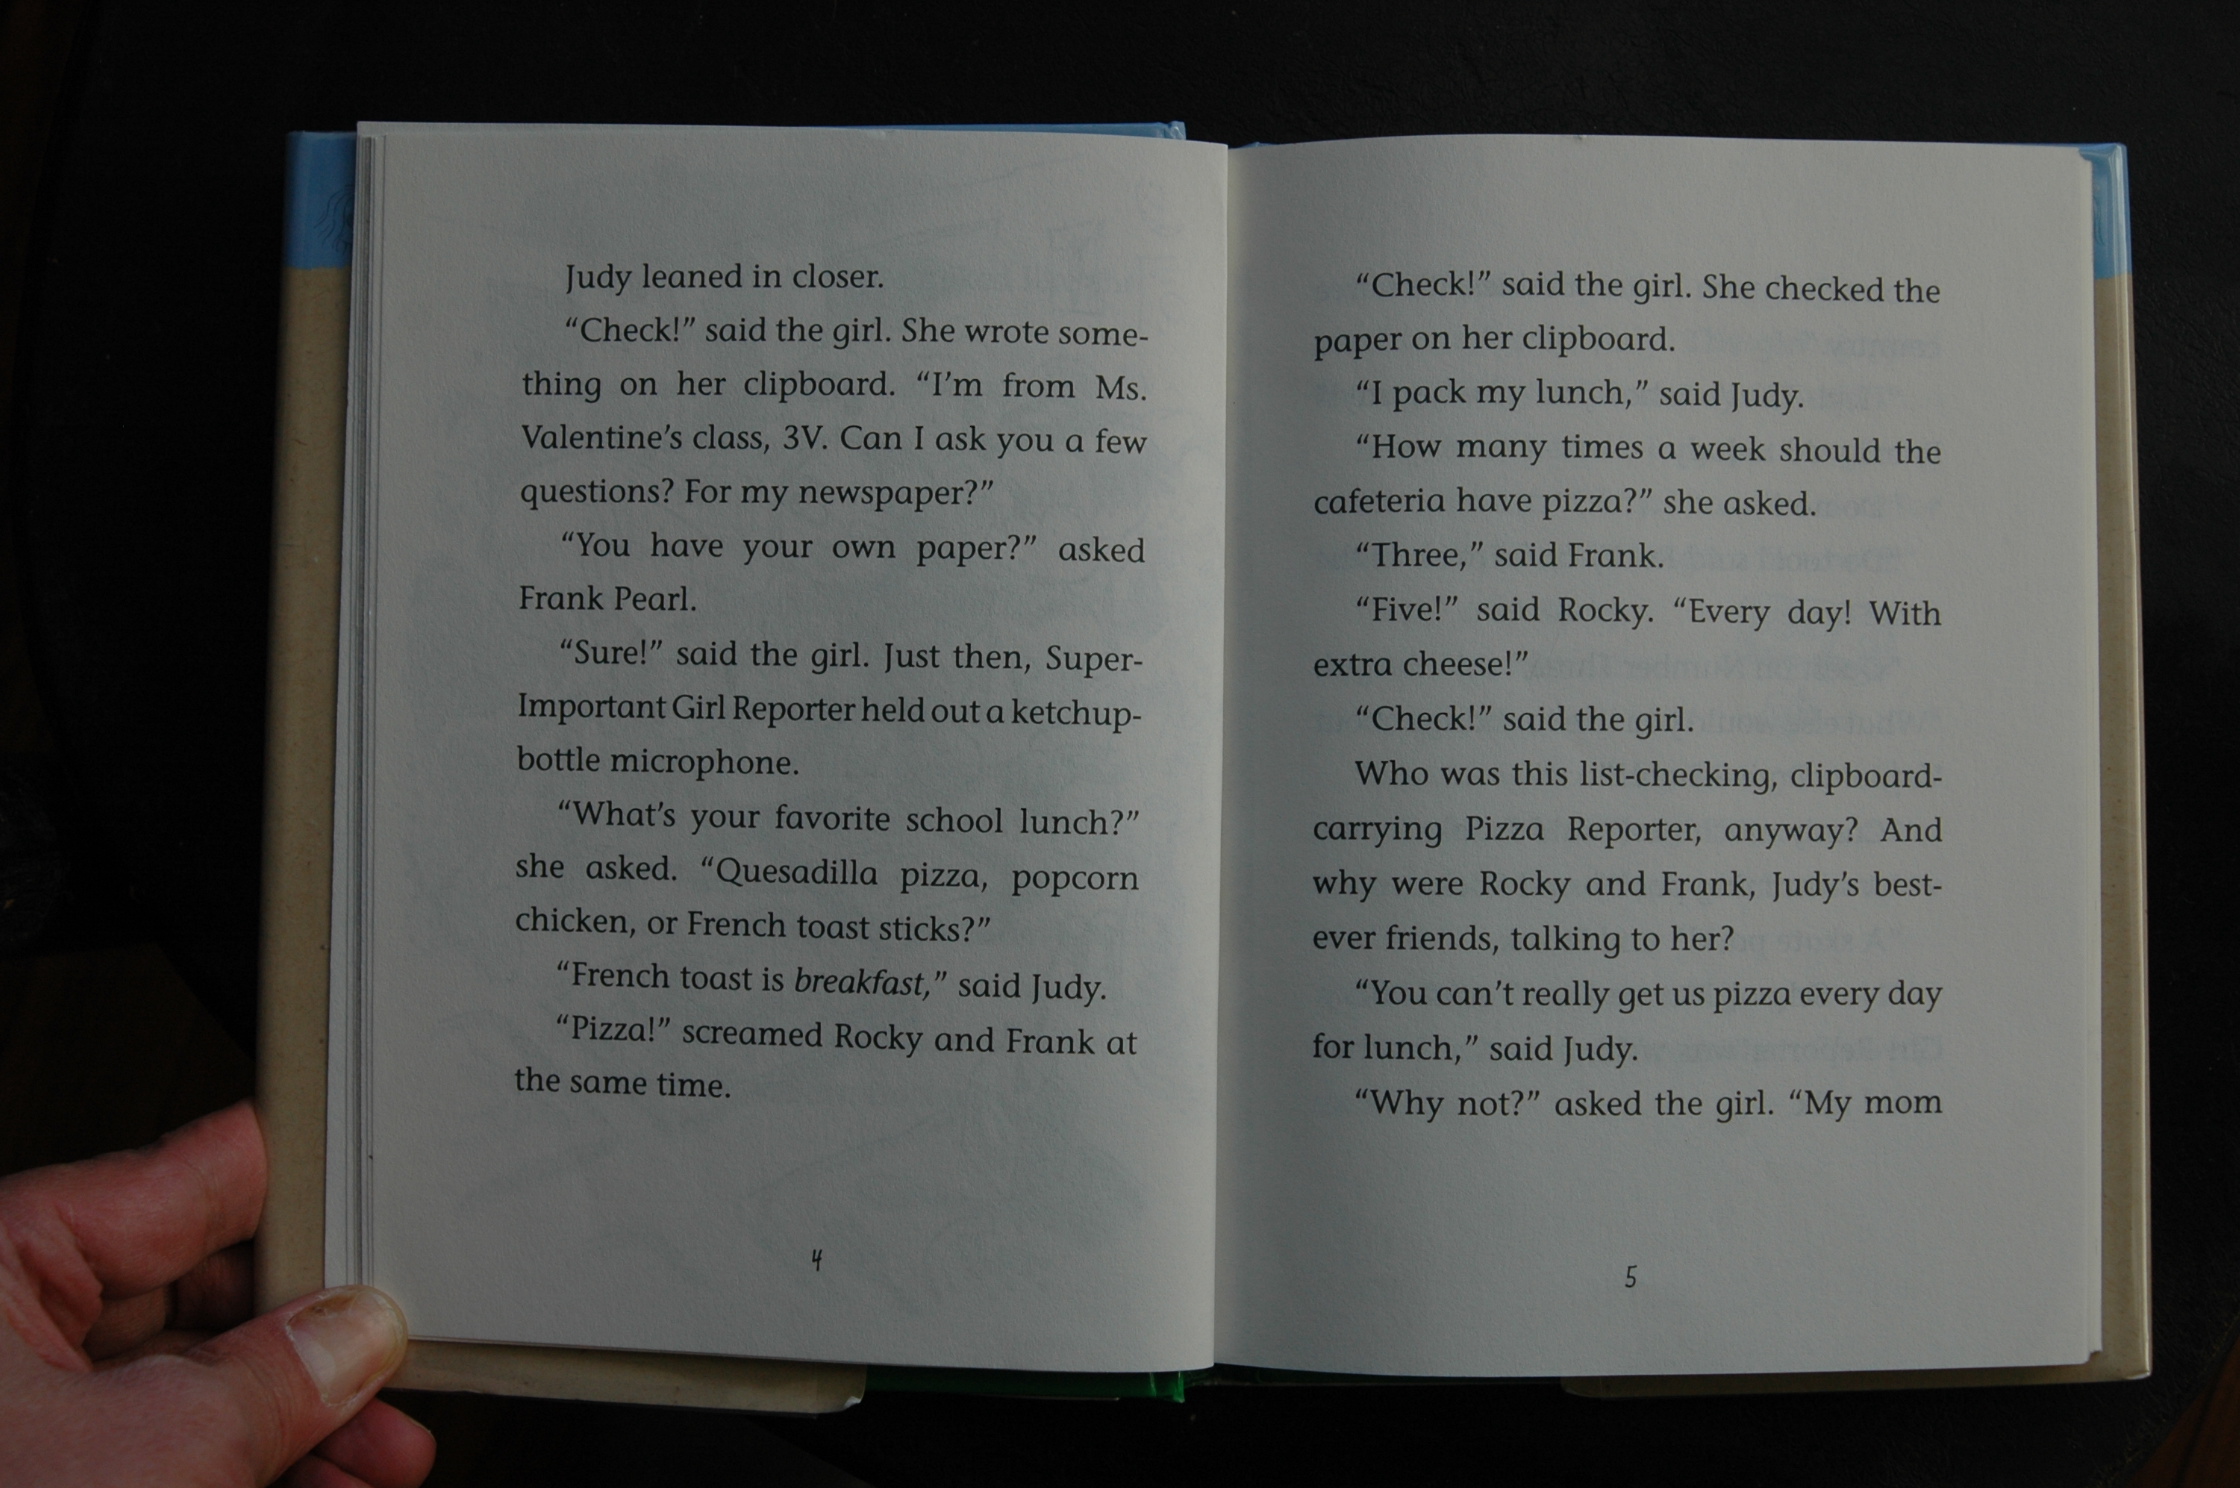 Judy leaned in closer.
“Check!” said the girl. She wrote some-
thing on her clipboard. “I’m from Ms.
Valentine’s class, 3V. Can I ask you a few
questions? For my newspaper?”
“You have your own paper?” asked
Frank Pearl.
“Sure!” said the girl. Just then, Super-
Important Girl Reporter held out a ketchup-
bottle microphone.
“What’s your favorite school lunch?”
she asked. “Quesadilla pizza, popcorn
chicken, or French toast sticks?”
“French toast is breakfast,” said Judy.
“Pizza!” screamed Rocky and Frank at
the same time.
4
“Check!” said the girl. She checked the
paper on her clipboard.
“I pack my lunch,” said Judy.
“How many times a week should the
cafeteria have pizza?” she asked.
“Three,” said Frank.
“Five!” said Rocky. “Every day! With
extra cheese!”
“Check!” said the girl.
Who was this list-checking, clipboard-
carrying Pizza Reporter, anyway? And
why were Rocky and Frank, Judy’s best-
ever friends, talking to her?
“You can’t really get us pizza every day
for lunch,” said Judy.
“Why not?” asked the girl. “My mom
5